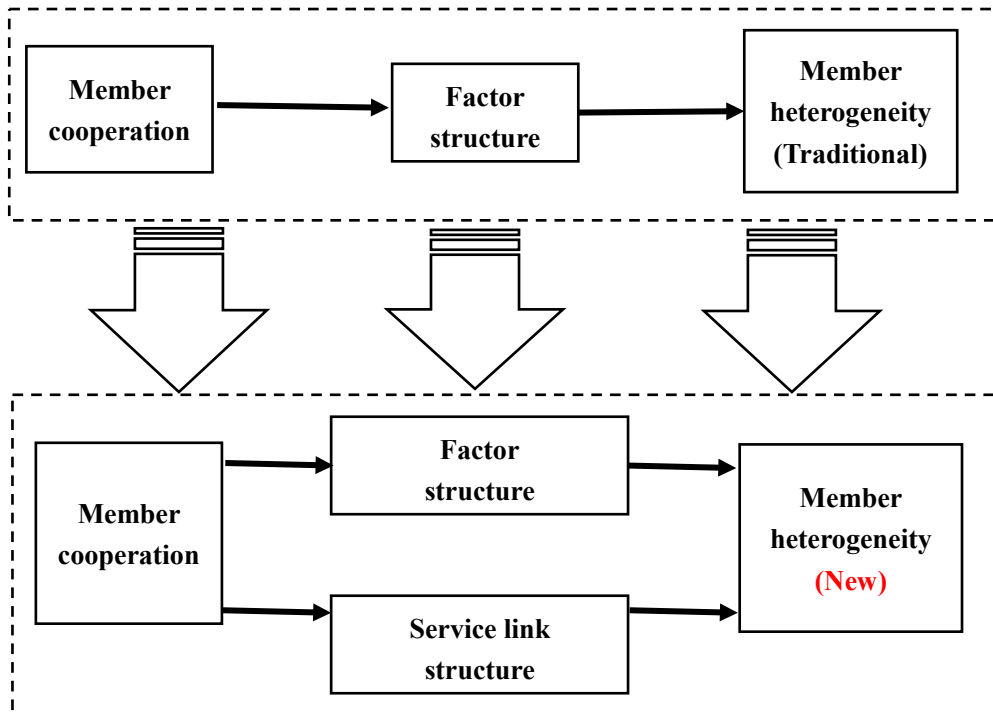 Member
cooperation
Factor
structure
Member
heterogeneity
(Traditional)
Member
cooperation
Factor
structure
Service link
structure
Member
heterogeneity
(New)